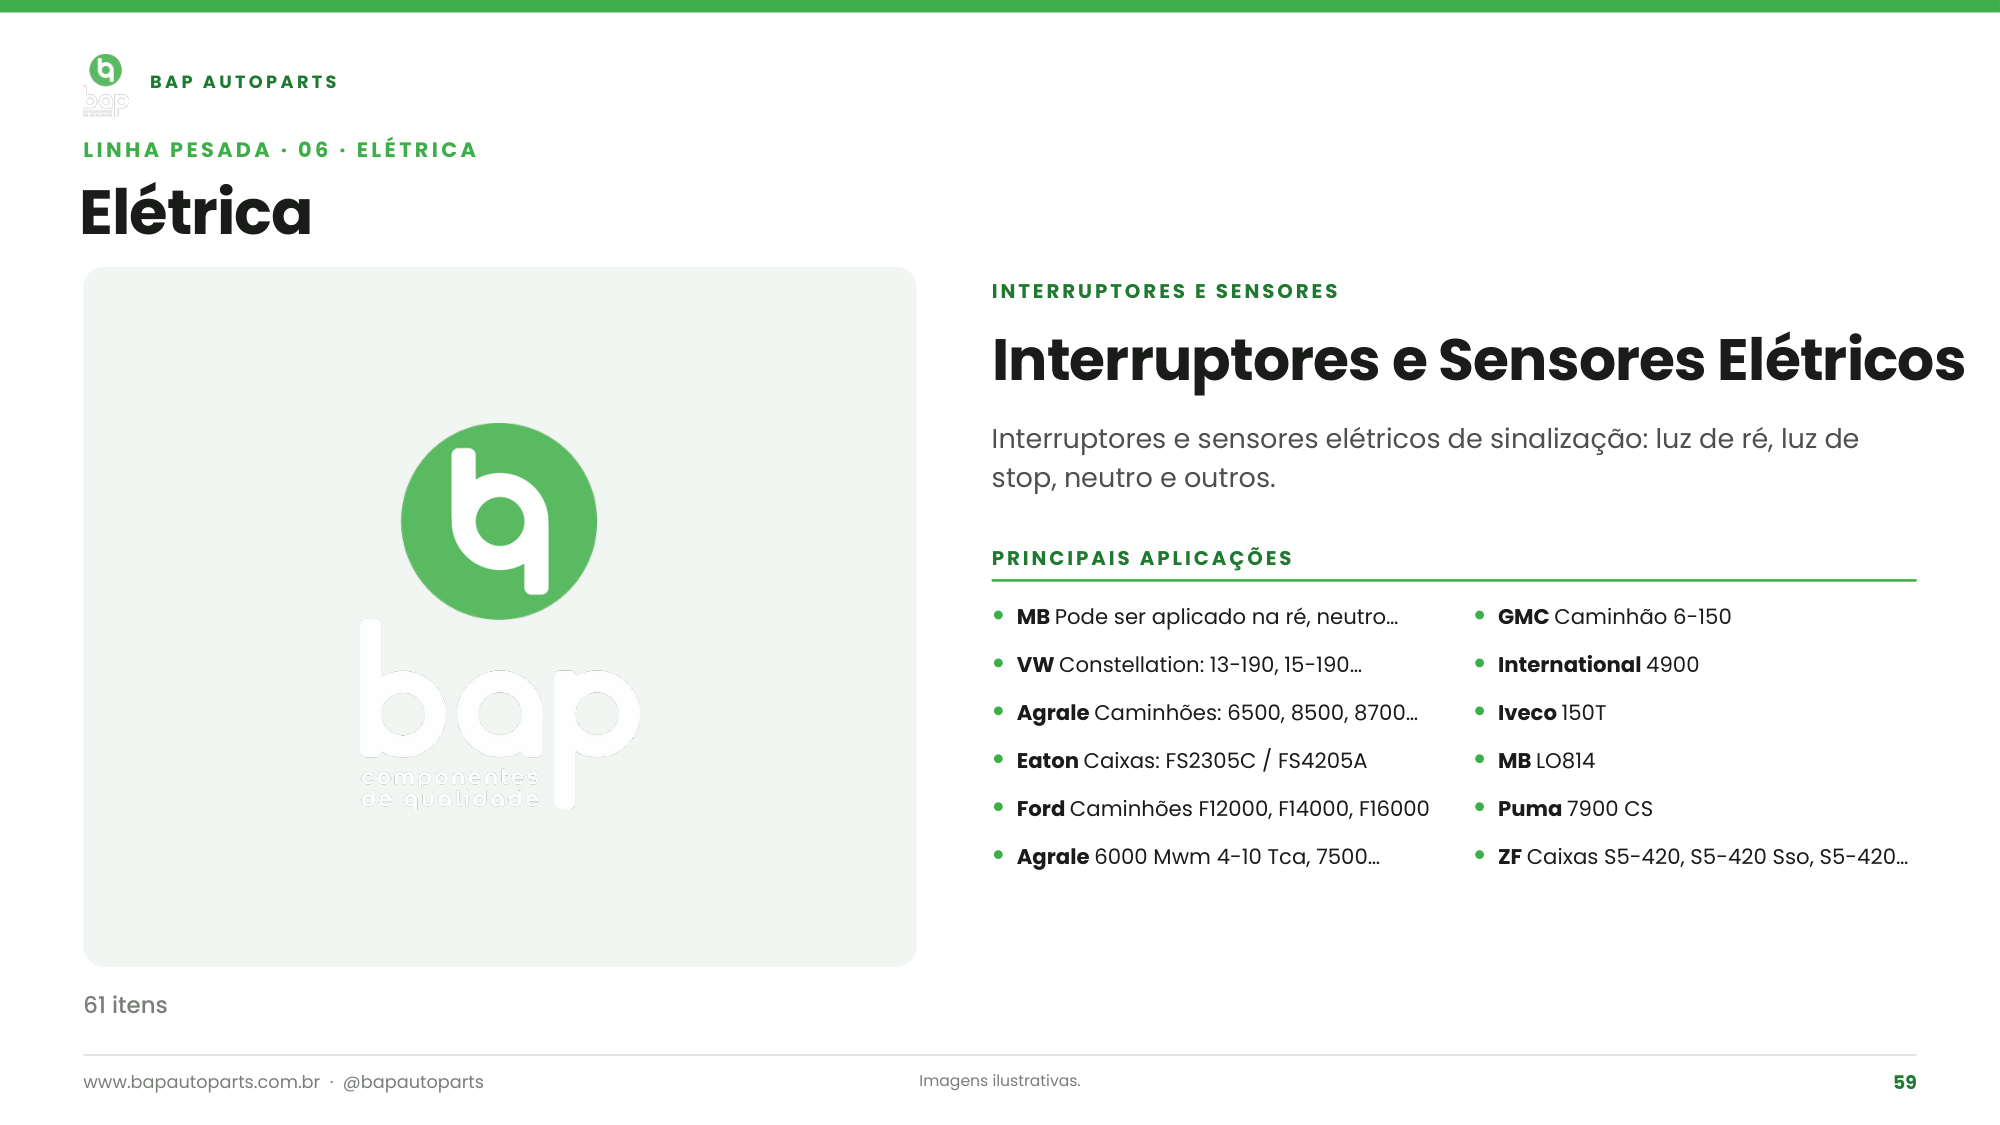 bap
BAP AUTOPARTS
LINHA PESADA · 06 · ELÉTRICA
Elétrica
bap
componentes
de qualidade
61 itens
INTERRUPTORES E SENSORES
Interruptores e Sensores Elétricos
Interruptores e sensores elétricos de sinalização: luz de ré, luz de
stop, neutro e outros.
PRINCIPAIS APLICAÇÕES
• MB Pode ser aplicado na ré, neutro...
• VW Constellation: 13-190, 15-190...
• Agrale Caminhões: 6500, 8500, 8700...
• Eaton Caixas: FS2305C / FS4205A
• Ford Caminhões F12000, F14000, F16000
• Agrale 6000 Mwm 4-10 Tca, 7500...
• GMC Caminhão 6-150
• International 4900
• Iveco 150T
• MB LO814
• Puma 7900 CS
• ZF Caixas S5-420, S5-420 Sso, S5-420...
www.bapautoparts.com.br · @bapautoparts
Imagens ilustrativas.
59